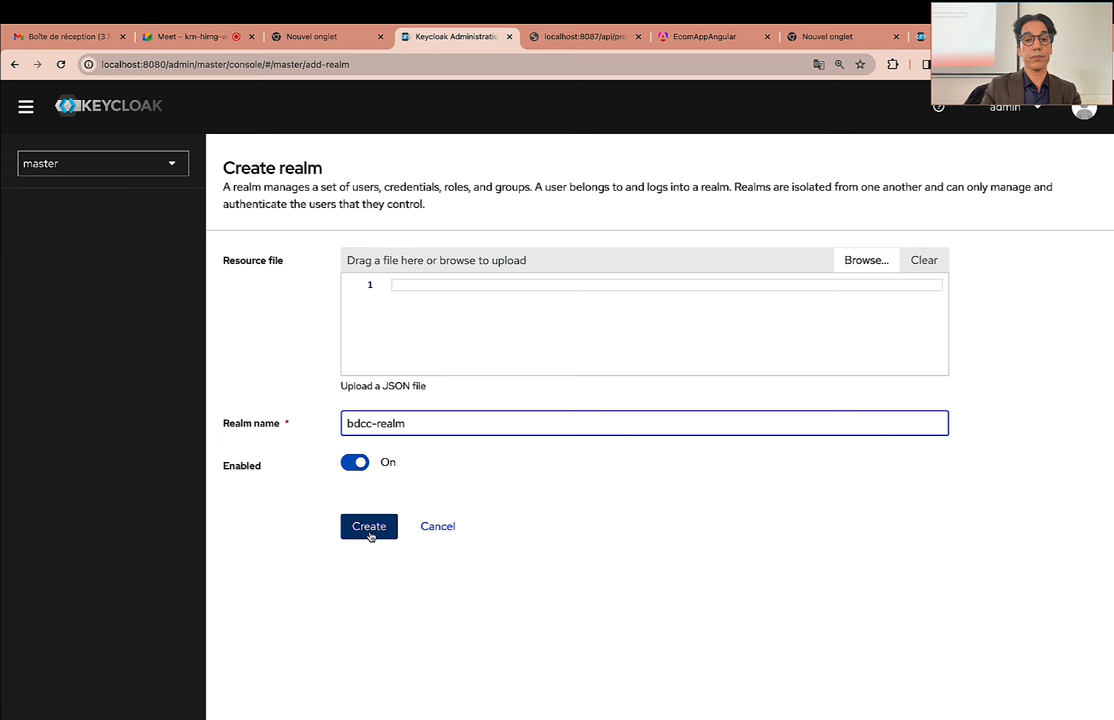 Boîte de réception (37
Meet – krn-himg-v
Nouvel onglet
Keycloak Administratio
localhost:8087/api/pro
EcomAppAngular
Nouvel onglet
localhost:8080/admin/master/console/#/master/add-realm
KEYCLOAK
admin
master
Create realm
A realm manages a set of users, credentials, roles, and groups. A user belongs to and logs into a realm. Realms are isolated from one another and can only manage and
authenticate the users that they control.
Resource file
Drag a file here or browse to upload
Browse...
Clear
1
Upload a JSON file
Realm name *
bdcc-realm
Enabled
On
Create
Cancel